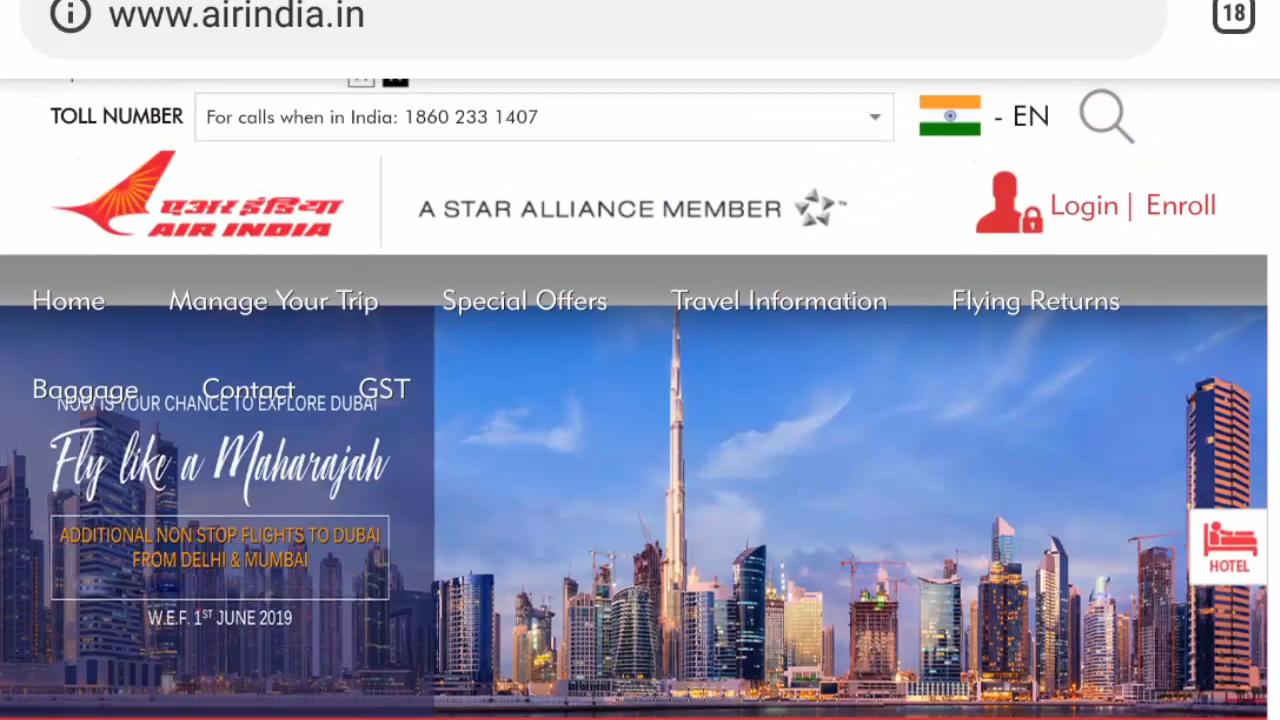 www.airindia.in
18
TOLL NUMBER
For calls when in India: 1860 233 1407
- EN
एअर इंडिया
AIR INDIA
A STAR ALLIANCE MEMBER
TM
Login | Enroll
Home Manage Your Trip Special Offers Travel Information Flying Returns
Baggage Contact GST
NOW IS YOUR CHANCE TO EXPLORE DUBAI
Fly like a Maharajah
ADDITIONAL NON STOP FLIGHTS TO DUBAI
FROM DELHI & MUMBAI
HOTEL
W.E.F. 1ST JUNE 2019